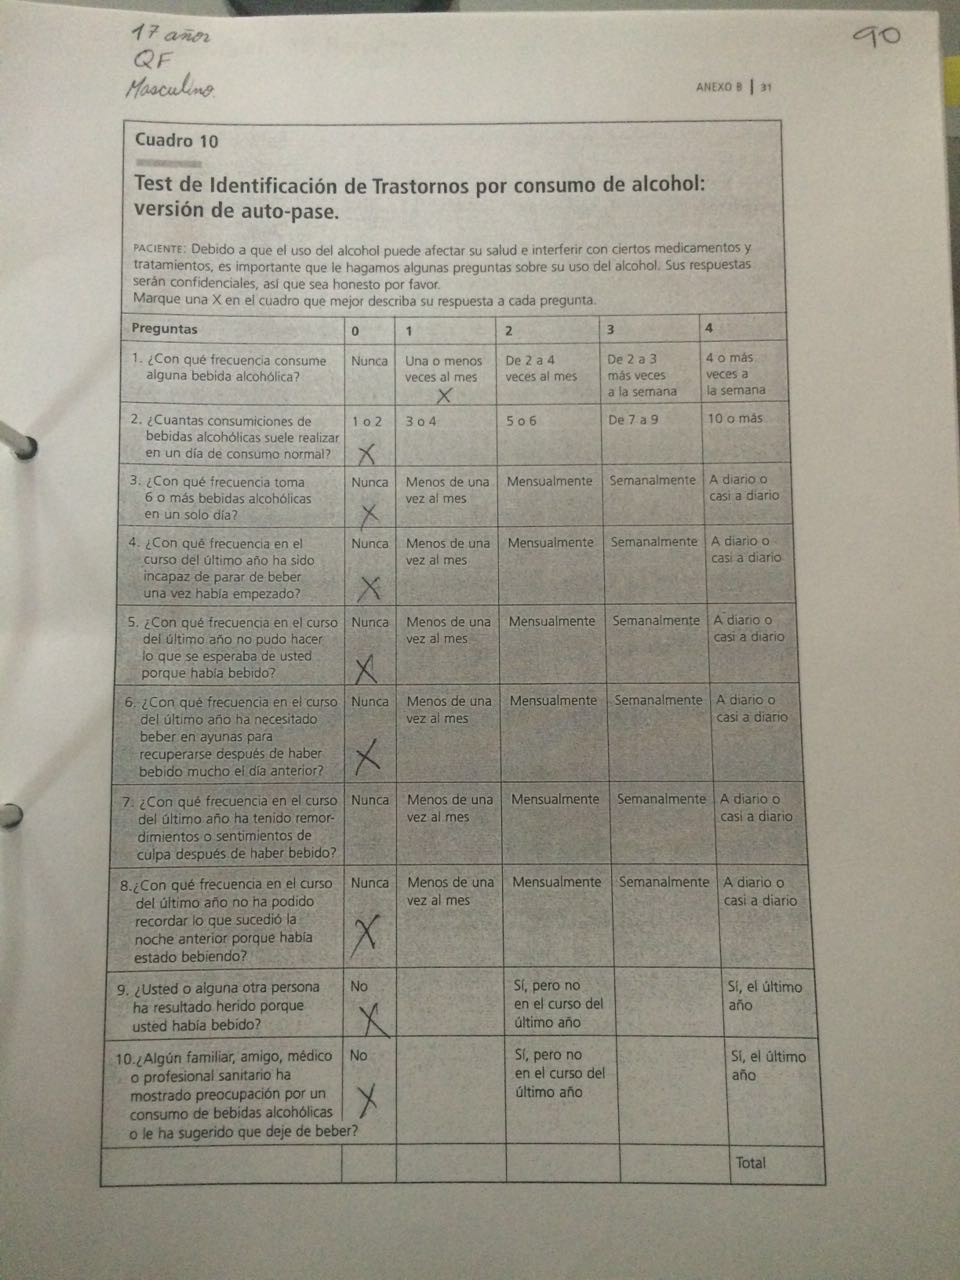 17 años
QF
Masculino.
90
ANEXO B | 31
Cuadro 10
Test de Identificación de Trastornos por consumo de alcohol:
versión de auto-pase.
PACIENTE: Debido a que el uso del alcohol puede afectar su salud e interferir con ciertos medicamentos y
tratamientos, es importante que le hagamos algunas preguntas sobre su uso del alcohol. Sus respuestas
serán confidenciales, así que sea honesto por favor.
Marque una X en el cuadro que mejor describa su respuesta a cada pregunta.
Preguntas 0 1 2 3 4
1. ¿Con qué frecuencia consume Nunca Una o menos De 2 a 4 De 2 a 3 4 o más
alguna bebida alcohólica? veces al mes veces al mes más veces veces a
X a la semana la semana
2. ¿Cuantas consumiciones de 1 o 2 3 o 4 5 o 6 De 7 a 9 10 o más
bebidas alcohólicas suele realizar
en un día de consumo normal? X
3. ¿Con qué frecuencia toma Nunca Menos de una Mensualmente Semanalmente A diario o
6 o más bebidas alcohólicas vez al mes casi a diario
en un solo día? X
4. ¿Con qué frecuencia en el Nunca Menos de una Mensualmente Semanalmente A diario o
curso del último año ha sido vez al mes casi a diario
incapaz de parar de beber X
una vez había empezado?
5. ¿Con qué frecuencia en el curso Nunca Menos de una Mensualmente Semanalmente A diario o
del último año no pudo hacer vez al mes casi a diario
lo que se esperaba de usted X
porque había bebido?
6. ¿Con qué frecuencia en el curso Nunca Menos de una Mensualmente Semanalmente A diario o
del último año ha necesitado vez al mes casi a diario
beber en ayunas para
recuperarse después de haber X
bebido mucho el día anterior?
7. ¿Con qué frecuencia en el curso Nunca Menos de una Mensualmente Semanalmente A diario o
del último año ha tenido remor- vez al mes casi a diario
dimientos o sentimientos de
culpa después de haber bebido?
8.¿Con qué frecuencia en el curso Nunca Menos de una Mensualmente Semanalmente A diario o
del último año no ha podido vez al mes casi a diario
recordar lo que sucedió la X
noche anterior porque había
estado bebiendo?
9. ¿Usted o alguna otra persona No Sí, pero no Sí, el último
ha resultado herido porque en el curso del año
usted había bebido? X último año
10.¿Algún familiar, amigo, médico No Sí, pero no Sí, el último
o profesional sanitario ha en el curso del año
mostrado preocupación por un X último año
consumo de bebidas alcohólicas
o le ha sugerido que deje de beber?
Total